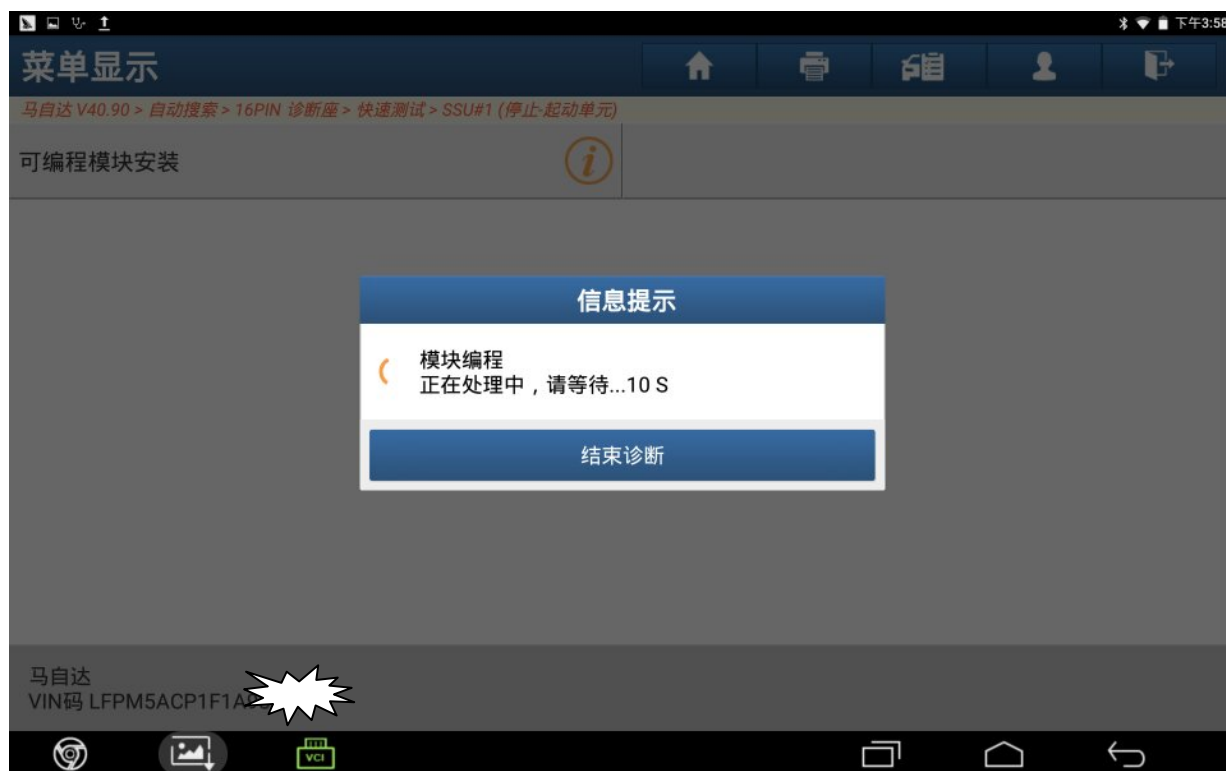 下午3:58
菜单显示
马自达 V40.90 > 自动搜索 > 16PIN 诊断座 > 快速测试 > SSU#1 (停止-起动单元)
可编程模块安装
i
信息提示
模块编程
正在处理中，请等待...10 S
结束诊断
马自达
VIN码 LFPM5ACP1F1A
VCI